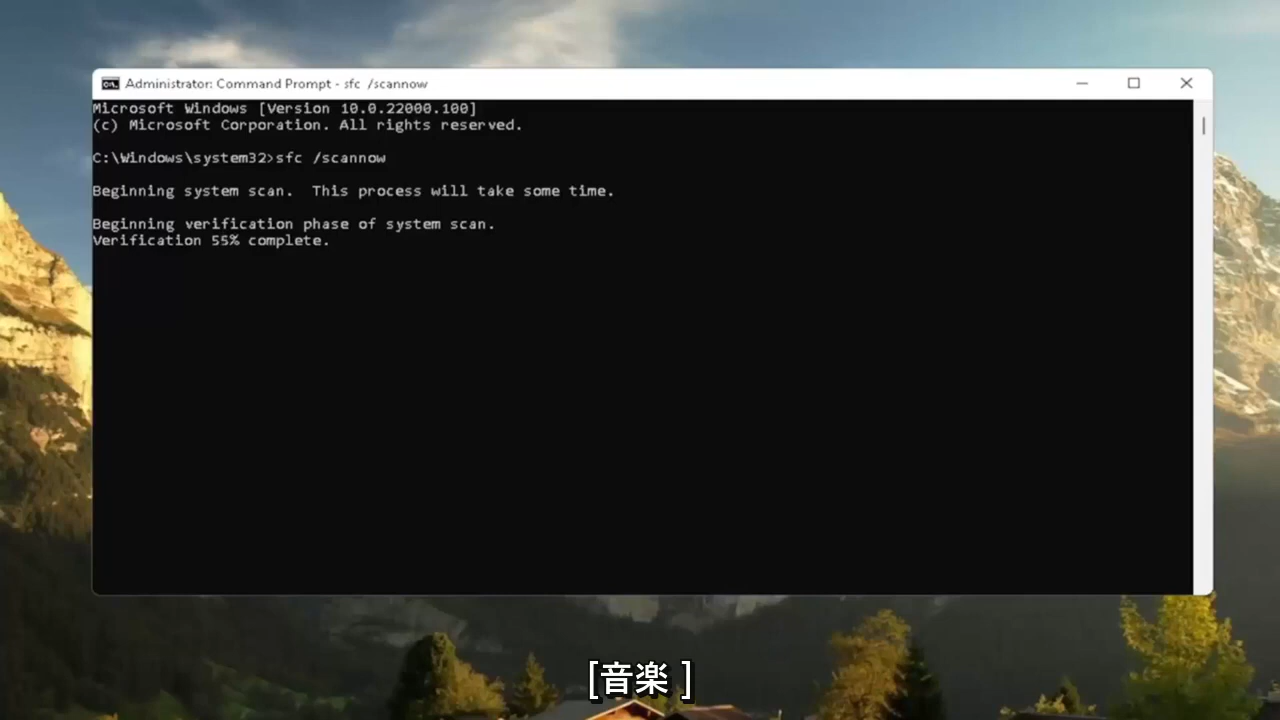 Administrator: Command Prompt - sfc /scannow
Microsoft Windows [Version 10.0.22000.100]
(c) Microsoft Corporation. All rights reserved.
C:\Windows\system32>sfc /scannow
Beginning system scan.  This process will take some time.
Beginning verification phase of system scan.
Verification 55% complete.
[音楽 ]